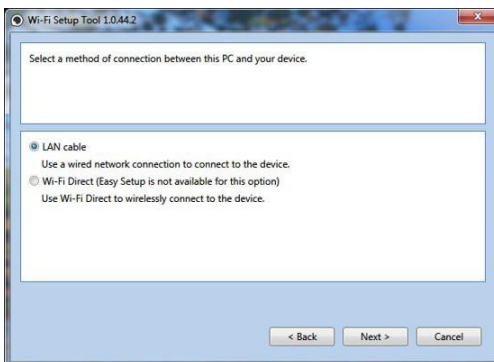 Wi-Fi Setup Tool 1.0.44.2
Select a method of connection between this PC and your device.
LAN cable
Use a wired network connection to connect to the device.
Wi-Fi Direct (Easy Setup is not available for this option)
Use Wi-Fi Direct to wirelessly connect to the device.
< Back
Next >
Cancel